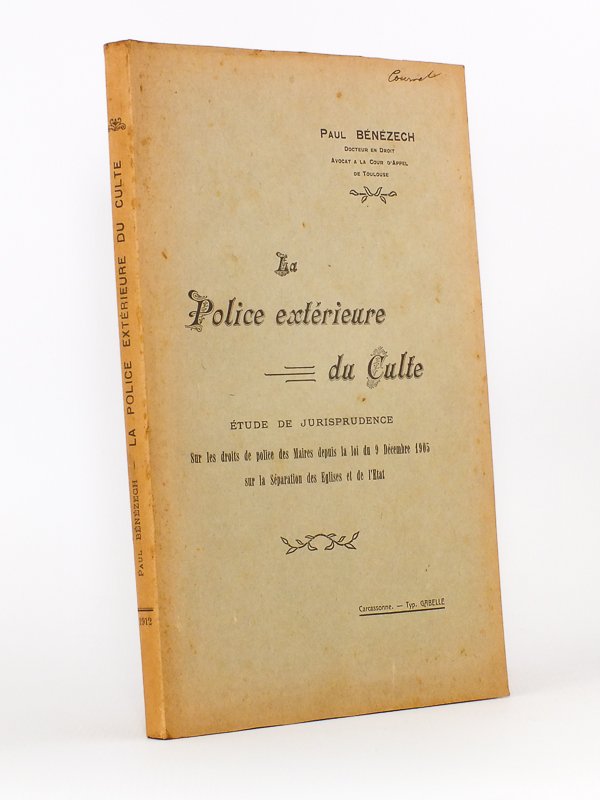 PAUL BÉNÉZECH
DOCTEUR EN DROIT
AVOCAT A LA COUR D'APPEL
DE TOULOUSE
La
Police extérieure
du Culte
ÉTUDE DE JURISPRUDENCE
Sur les droits de police des Maires depuis la loi du 9 Décembre 1905
sur la Séparation des Eglises et de l'Etat
Carcassonne. — Typ. GABELLE
PAUL BÉNÉZECH — LA POLICE EXTÉRIEURE DU CULTE
1912